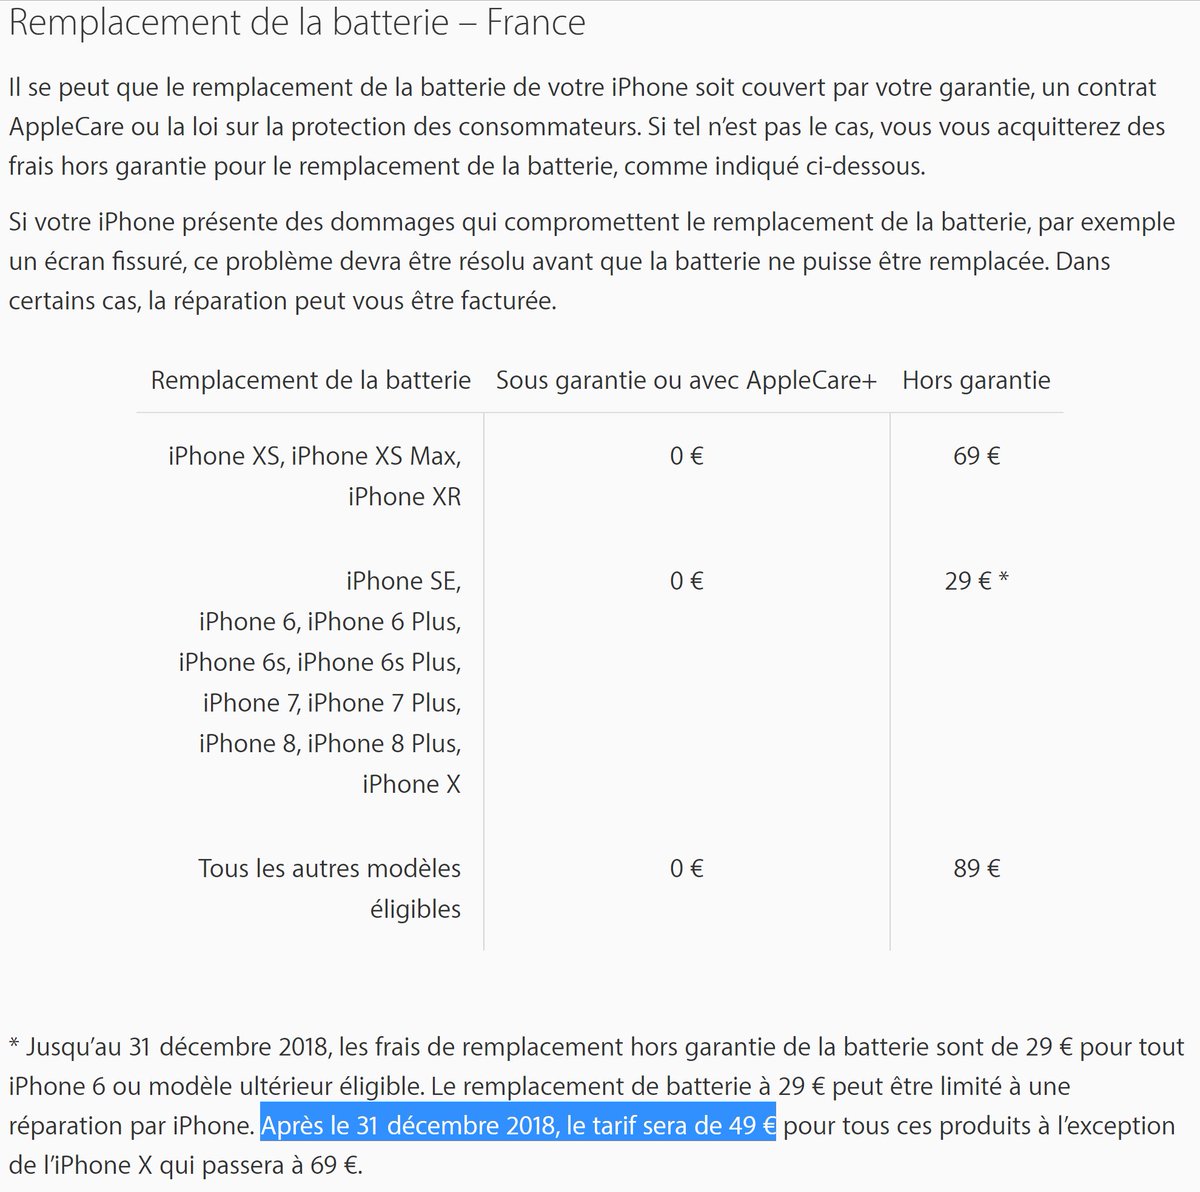 Remplacement de la batterie – France
Il se peut que le remplacement de la batterie de votre iPhone soit couvert par votre garantie, un contrat
AppleCare ou la loi sur la protection des consommateurs. Si tel n’est pas le cas, vous vous acquitterez des
frais hors garantie pour le remplacement de la batterie, comme indiqué ci-dessous.
Si votre iPhone présente des dommages qui compromettent le remplacement de la batterie, par exemple
un écran fissuré, ce problème devra être résolu avant que la batterie ne puisse être remplacée. Dans
certains cas, la réparation peut vous être facturée.
Remplacement de la batterie Sous garantie ou avec AppleCare+ Hors garantie
iPhone XS, iPhone XS Max, 0 € 69 €
iPhone XR
iPhone SE, 0 € 29 € *
iPhone 6, iPhone 6 Plus,
iPhone 6s, iPhone 6s Plus,
iPhone 7, iPhone 7 Plus,
iPhone 8, iPhone 8 Plus,
iPhone X
Tous les autres modèles 0 € 89 €
éligibles
* Jusqu’au 31 décembre 2018, les frais de remplacement hors garantie de la batterie sont de 29 € pour tout
iPhone 6 ou modèle ultérieur éligible. Le remplacement de batterie à 29 € peut être limité à une
réparation par iPhone. Après le 31 décembre 2018, le tarif sera de 49 € pour tous ces produits à l’exception
de l’iPhone X qui passera à 69 €.